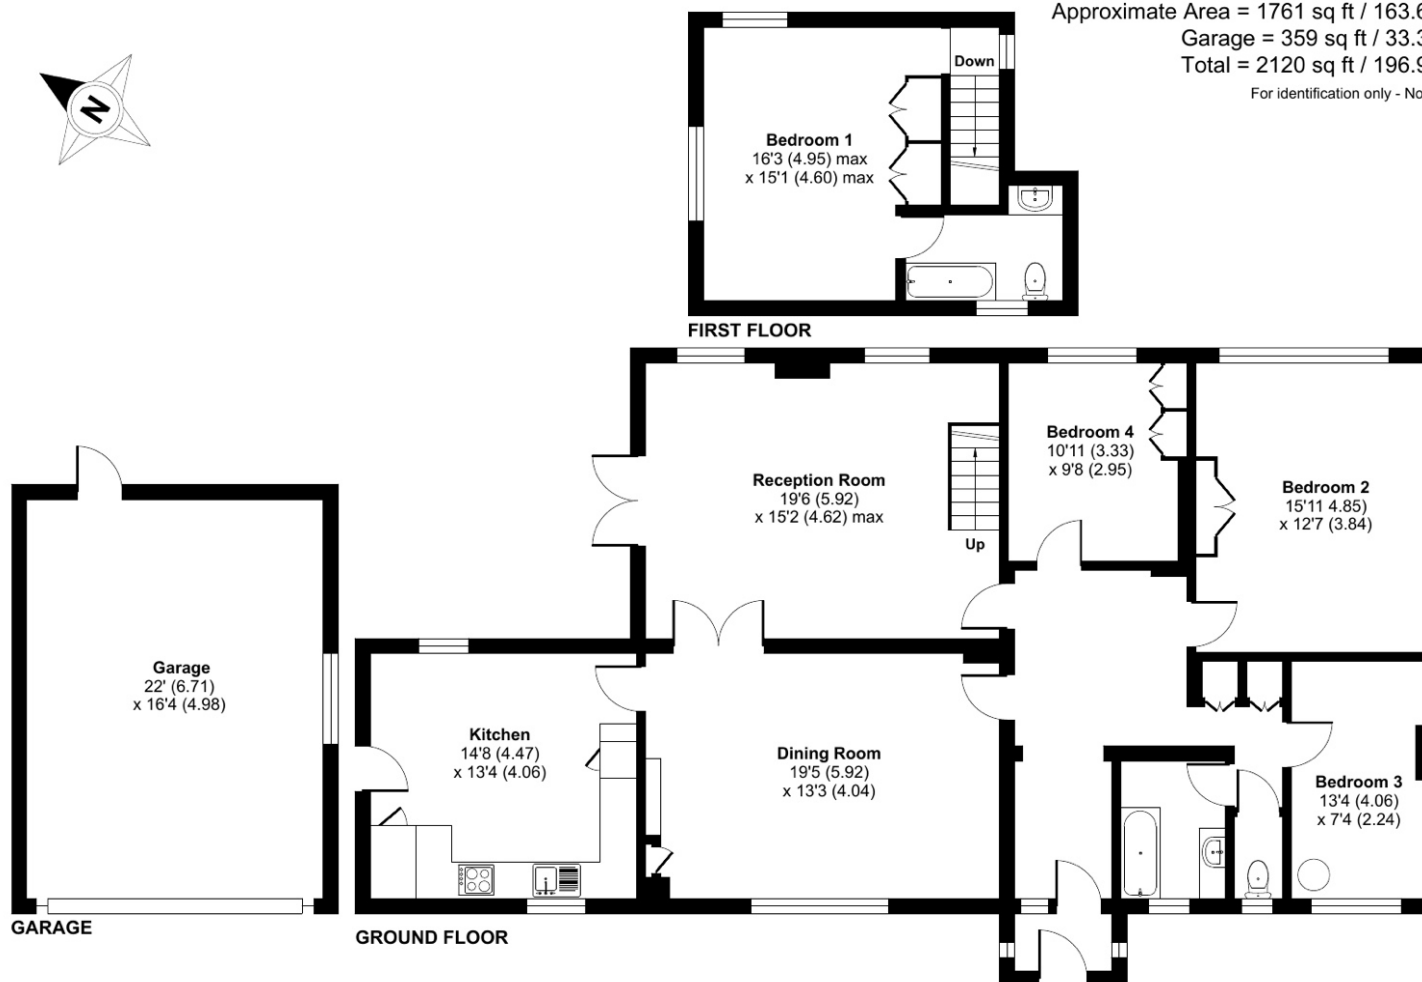 Approximate Area = 1761 sq ft / 163.6
Garage = 359 sq ft / 33.3
Total = 2120 sq ft / 196.9
For identification only - No
N
Down
Bedroom 1
16'3 (4.95) max
x 15'1 (4.60) max
FIRST FLOOR
Reception Room
19'6 (5.92)
x 15'2 (4.62) max
Up
Bedroom 4
10'11 (3.33)
x 9'8 (2.95)
Bedroom 2
15'11 4.85)
x 12'7 (3.84)
Garage
22' (6.71)
x 16'4 (4.98)
Kitchen
14'8 (4.47)
x 13'4 (4.06)
Dining Room
19'5 (5.92)
x 13'3 (4.04)
Bedroom 3
13'4 (4.06)
x 7'4 (2.24)
GARAGE
GROUND FLOOR